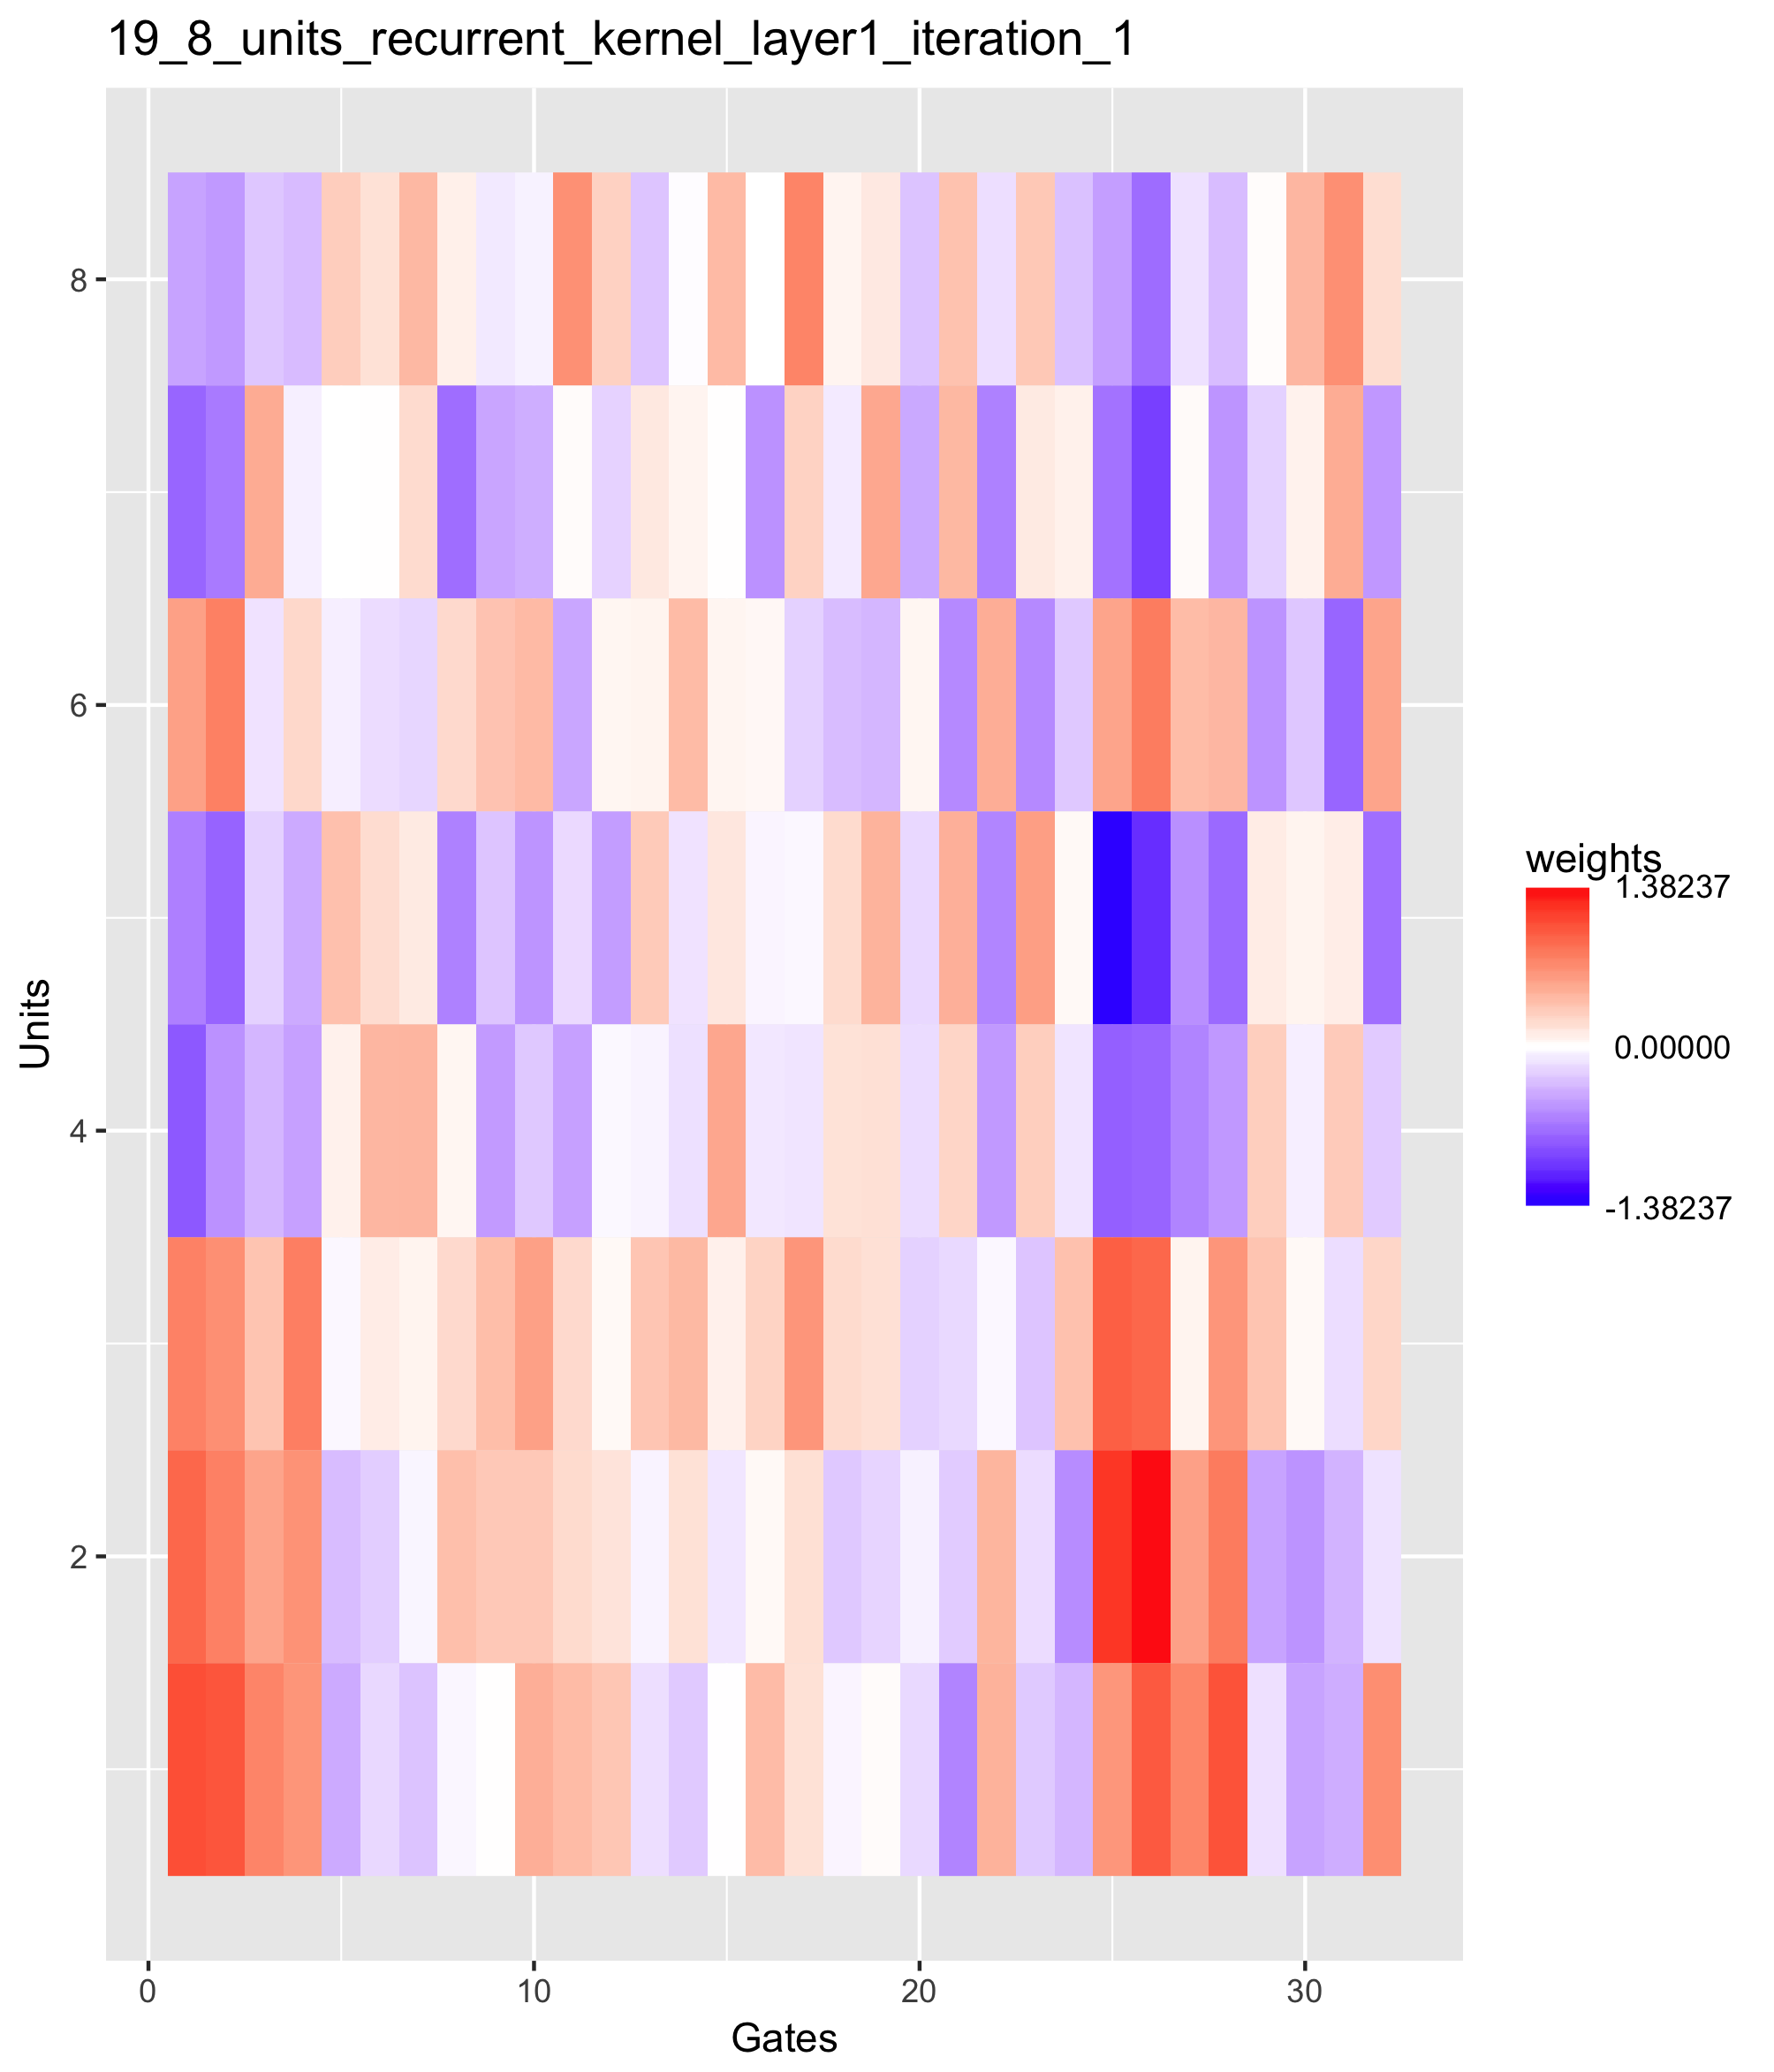 19_8_units_recurrent_kernel_layer1_iteration_1
8
6
4
2
Units
0
10
20
30
Gates
weights
1.38237
0.00000
-1.38237